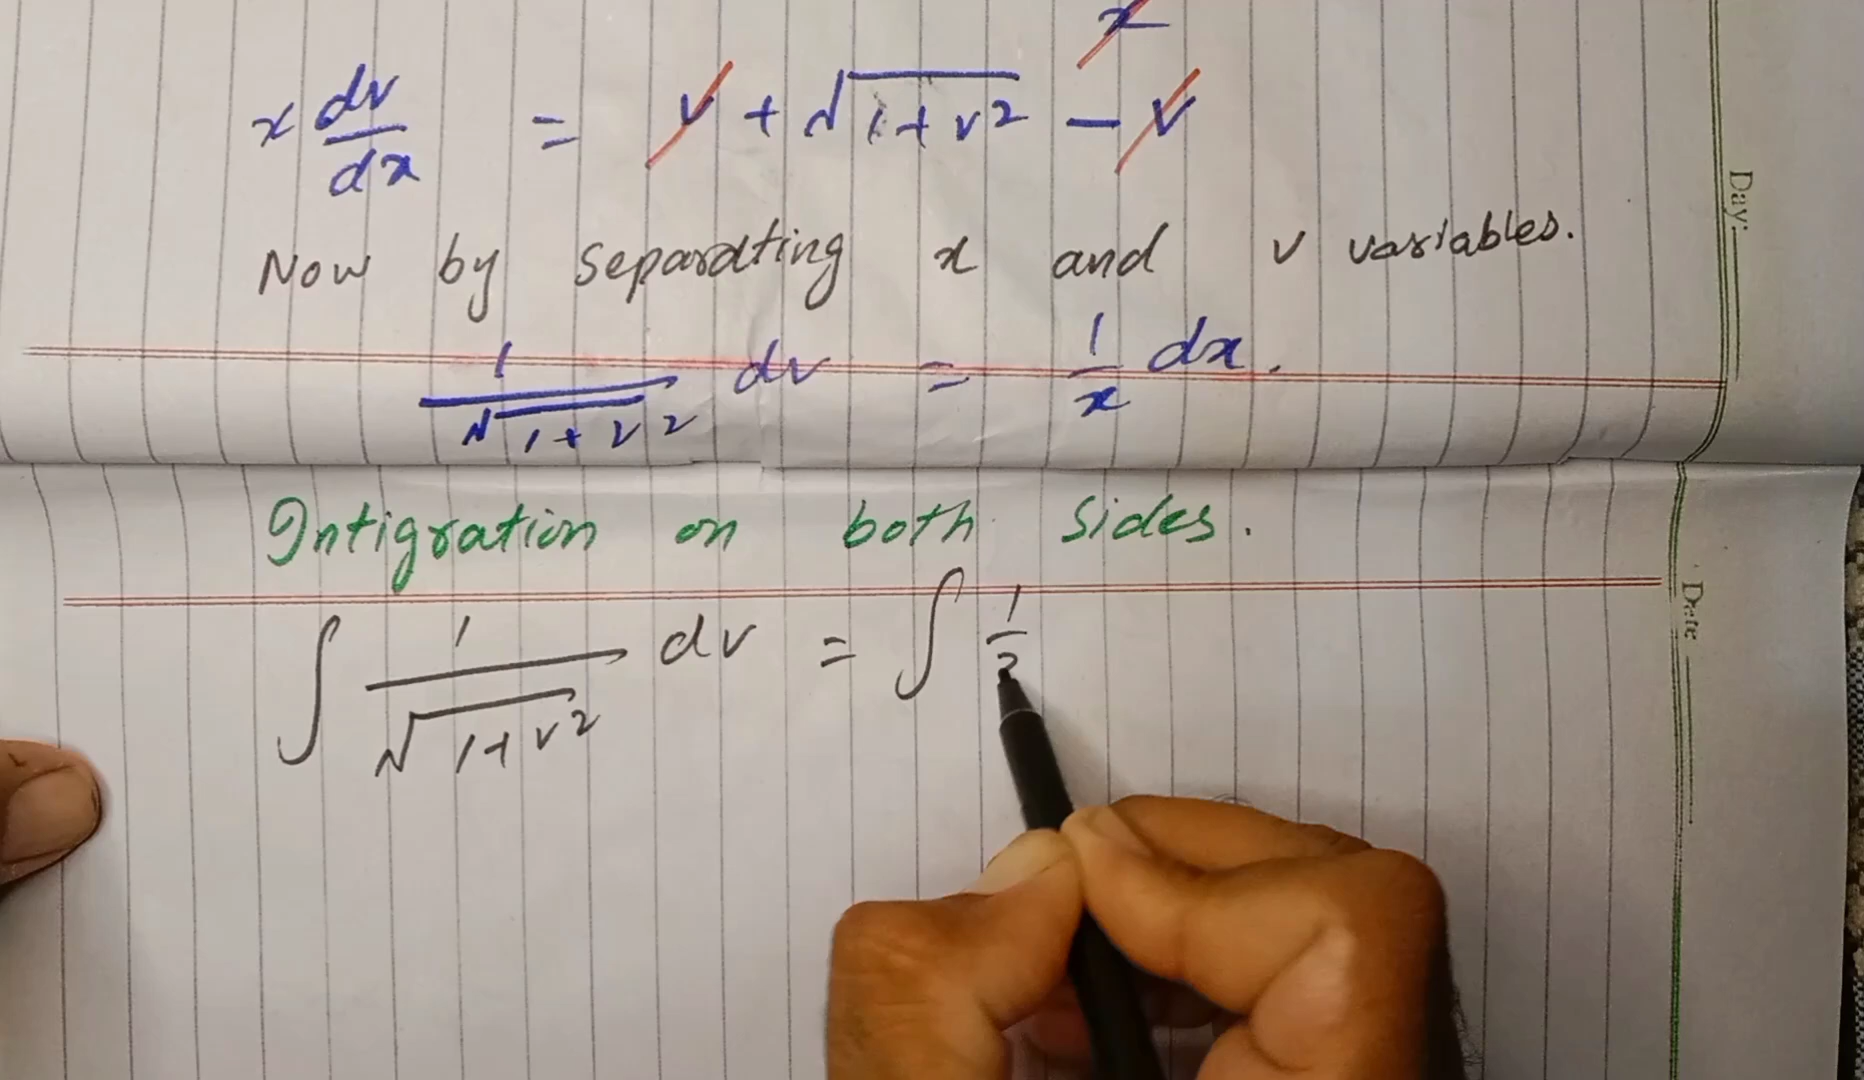 x
x dv/dx = v + √1+v² - v
Now by separating x and v variables.
1/√1+v² dv = 1/x dx.
Intigration on both sides.
∫ 1/√1+v² dv = ∫ 1/
Day:
Date